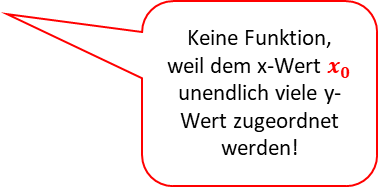 Keine Funktion,
weil dem x-Wert x₀
unendlich viele y-
Wert zugeordnet
werden!